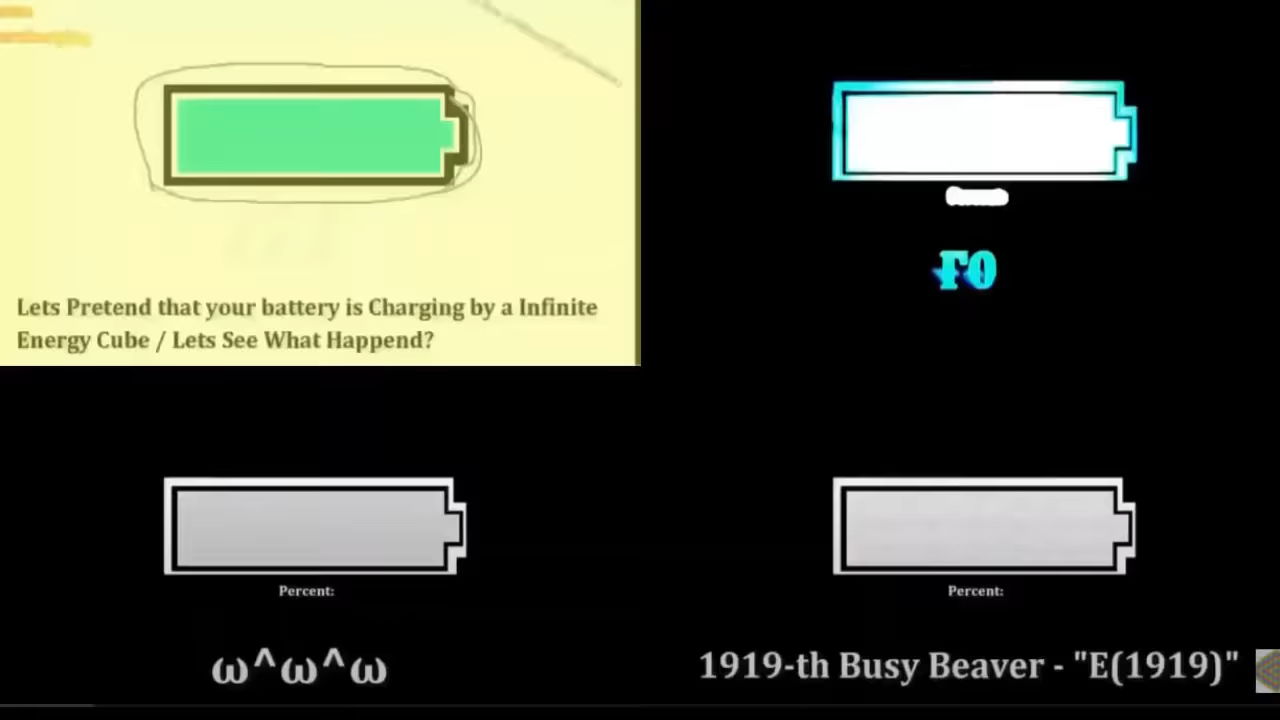 Lets Pretend that your battery is Charging by a Infinite
Energy Cube / Lets See What Happend?
Percent:
ω^ω^ω
Percent:
1919-th Busy Beaver - "E(1919)"